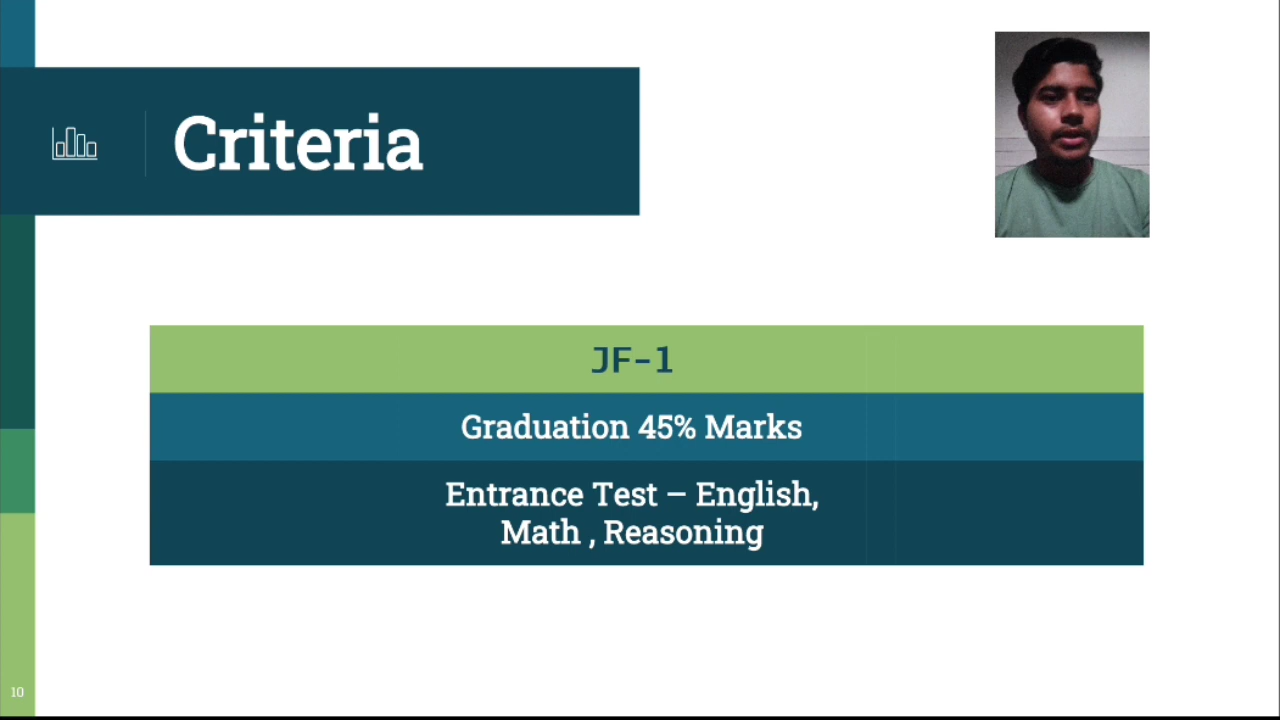 Criteria
JF-1
Graduation 45% Marks
Entrance Test – English,
Math , Reasoning
10